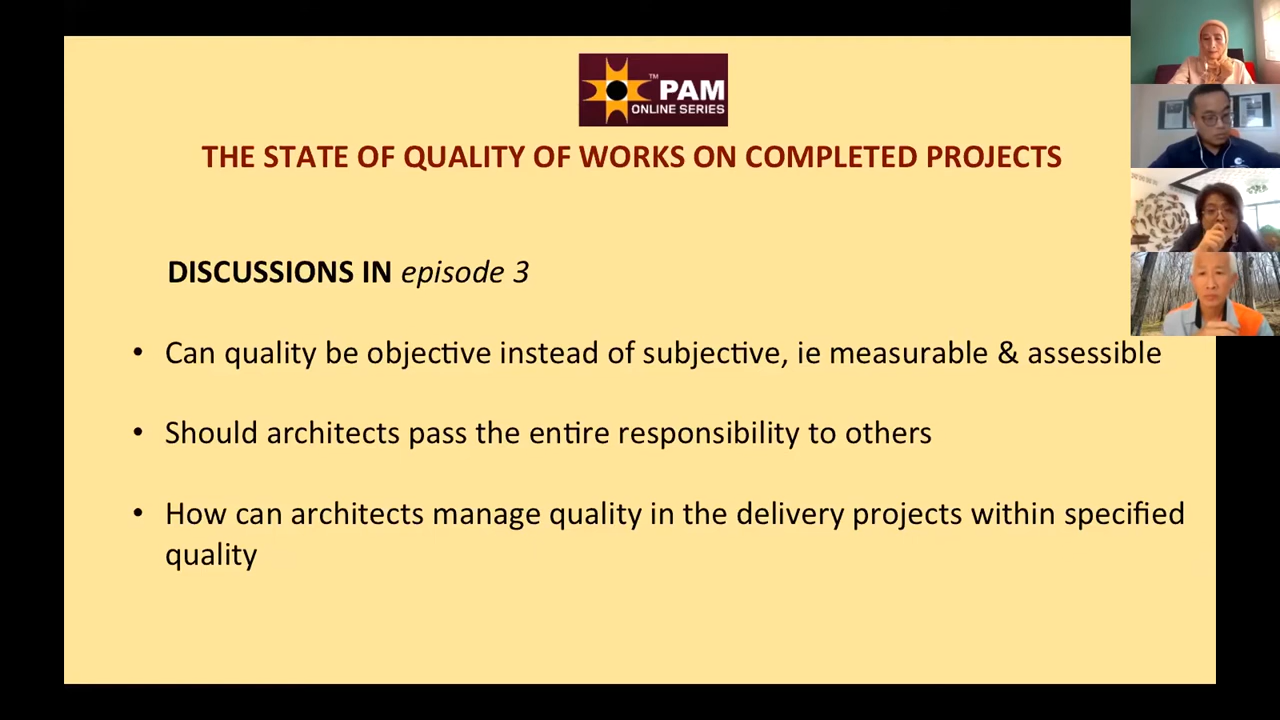 ™ PAM
ONLINE SERIES
THE STATE OF QUALITY OF WORKS ON COMPLETED PROJECTS
DISCUSSIONS IN episode 3
• Can quality be objective instead of subjective, ie measurable & assessible
• Should architects pass the entire responsibility to others
• How can architects manage quality in the delivery projects within specified
quality